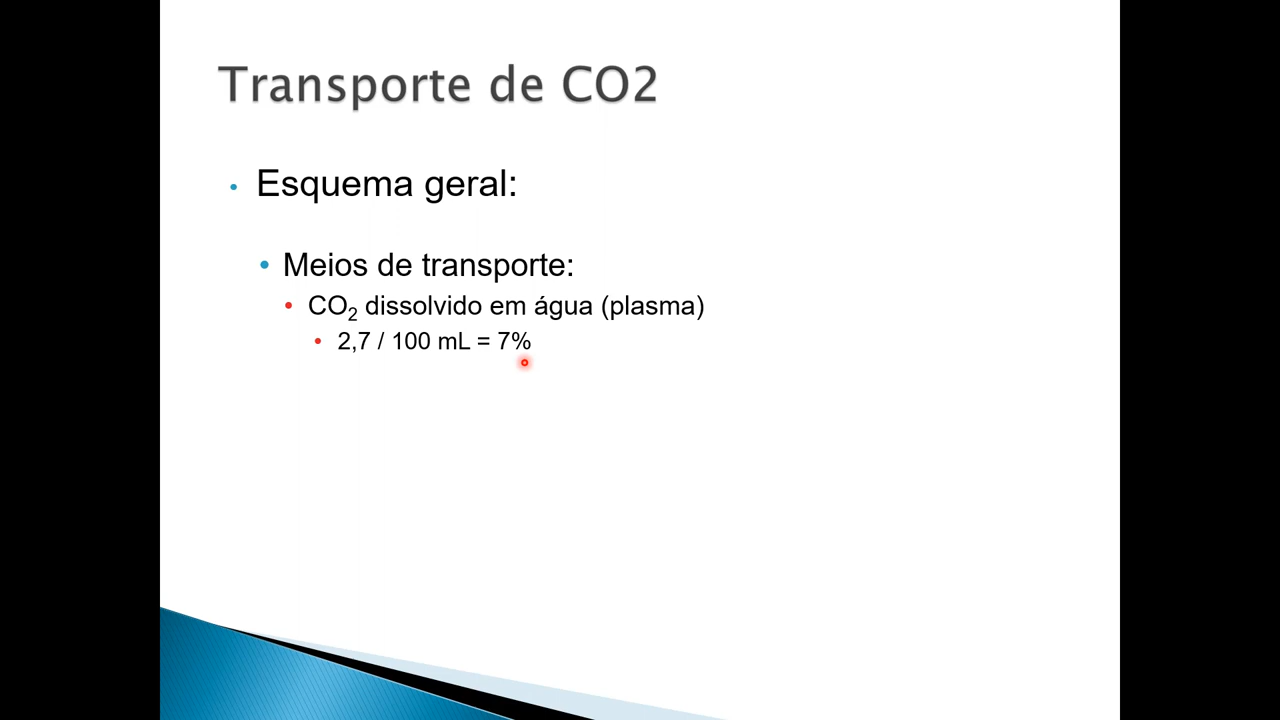 Transporte de CO2
• Esquema geral:
• Meios de transporte:
• CO₂ dissolvido em água (plasma)
• 2,7 / 100 mL = 7%